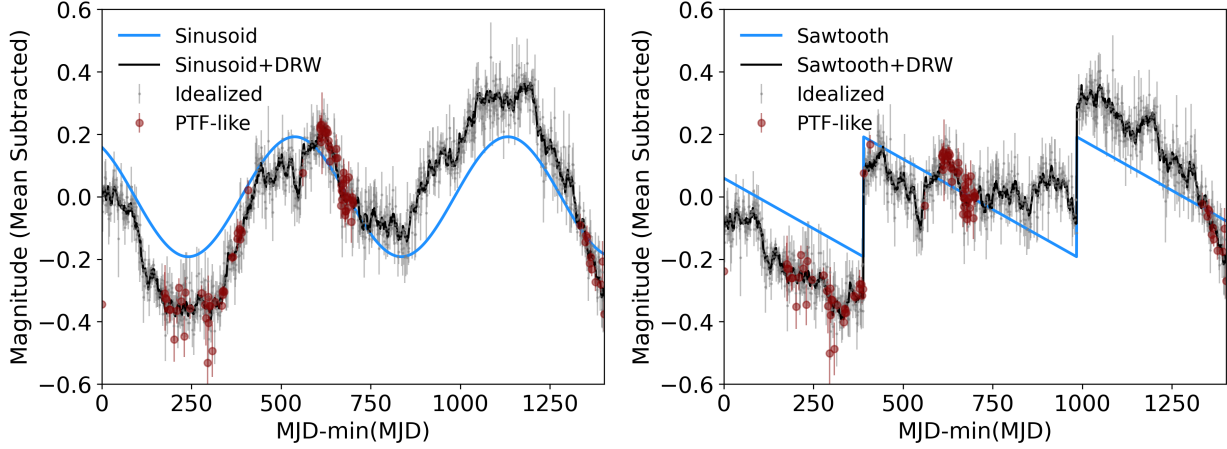 Magnitude (Mean Subtracted)
0.6
0.4
0.2
0.0
−0.2
−0.4
−0.6
Sinusoid
Sinusoid+DRW
Idealized
PTF-like
0
250
500
750
1000
1250
MJD-min(MJD)
Magnitude (Mean Subtracted)
0.6
0.4
0.2
0.0
−0.2
−0.4
−0.6
Sawtooth
Sawtooth+DRW
Idealized
PTF-like
0
250
500
750
1000
1250
MJD-min(MJD)